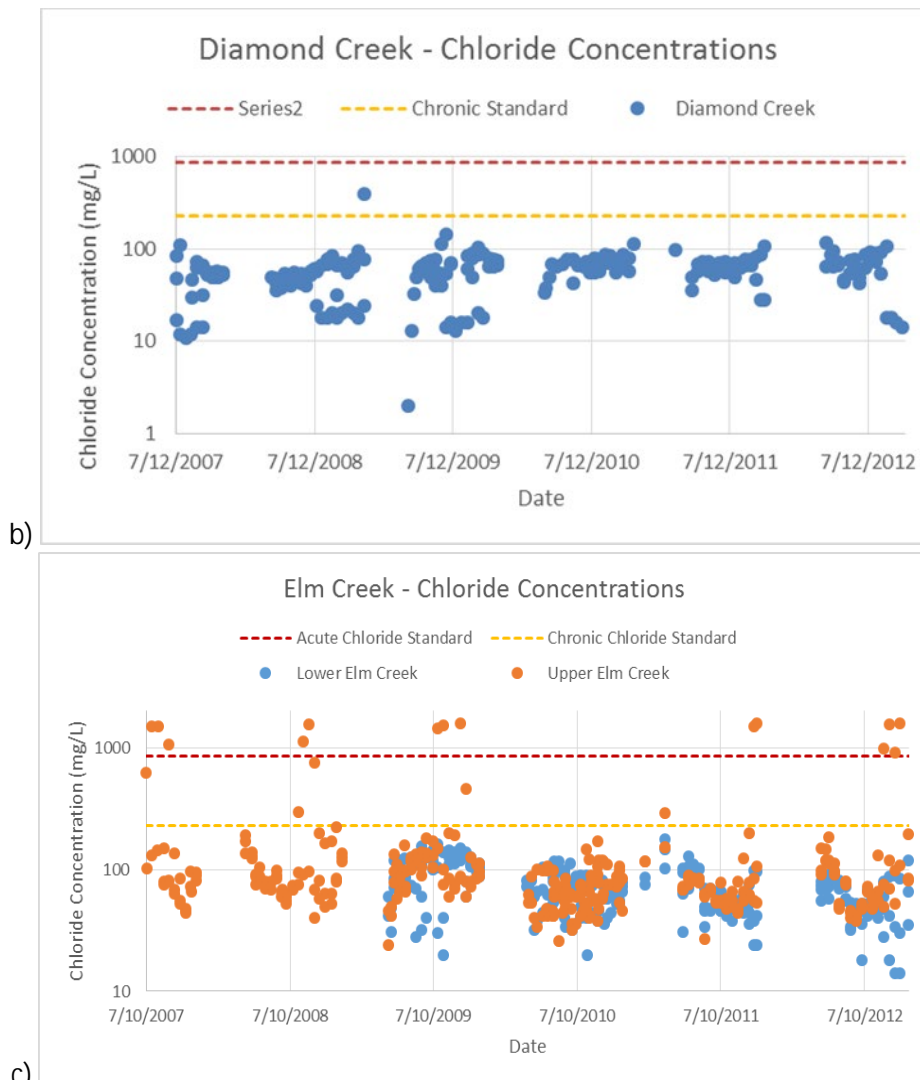 Diamond Creek - Chloride Concentrations
Series2 Chronic Standard Diamond Creek
Chloride Concentration (mg/L)
1000
100
10
1
7/12/2007 7/12/2008 7/12/2009 7/12/2010 7/12/2011 7/12/2012
Date
b)
Elm Creek - Chloride Concentrations
Acute Chloride Standard Chronic Chloride Standard
Lower Elm Creek Upper Elm Creek
Chloride Concentration (mg/L)
1000
100
10
7/10/2007 7/10/2008 7/10/2009 7/10/2010 7/10/2011 7/10/2012
Date
c)